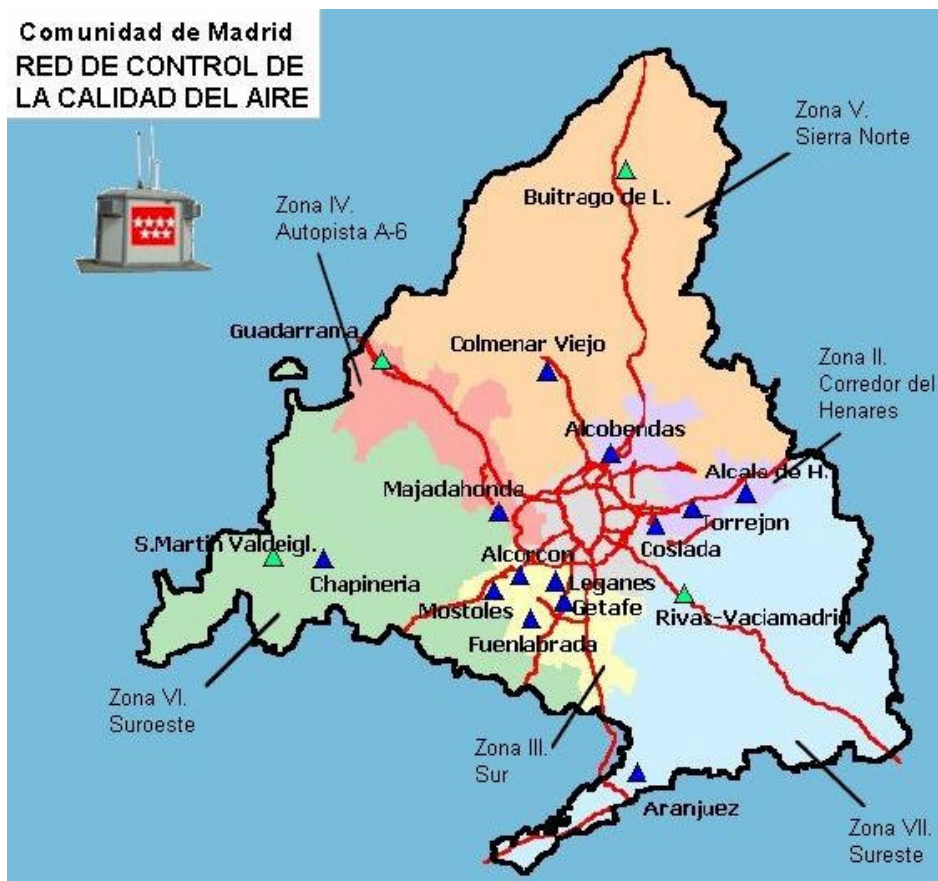 Comunidad de Madrid
RED DE CONTROL DE
LA CALIDAD DEL AIRE
Zona V.
Sierra Norte
Buitrago de L.
Zona IV.
Autopista A-6
Guadarrama
Colmenar Viejo
Zona II.
Corredor del
Henares
Alcobendas
Alcala de H.
Majadahonda
Torrejon
Coslada
S.Martin Valdeigl.
Chapineria
Alcorcon
Leganes
Mostoles
Getafe
Rivas-Vaciamadrid
Fuenlabrada
Zona VI.
Suroeste
Zona III.
Sur
Aranjuez
Zona VII.
Sureste